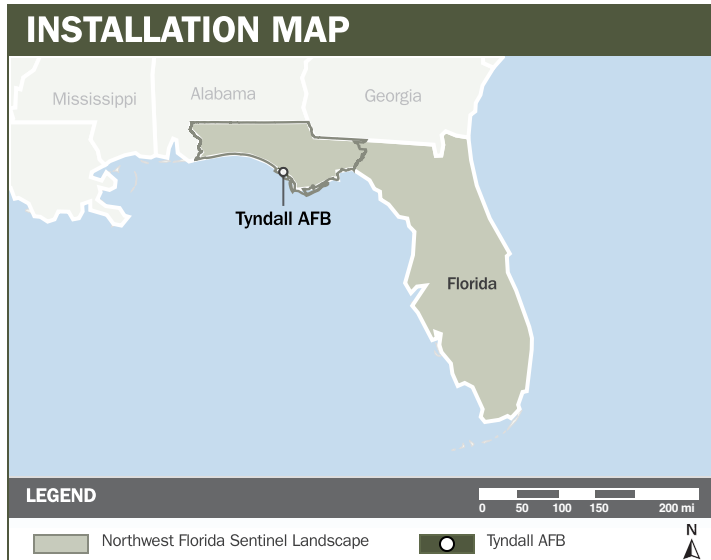 INSTALLATION MAP
Mississippi
Alabama
Georgia
Tyndall AFB
Florida
LEGEND
0 50 100 150 200 mi
Northwest Florida Sentinel Landscape
Tyndall AFB
N